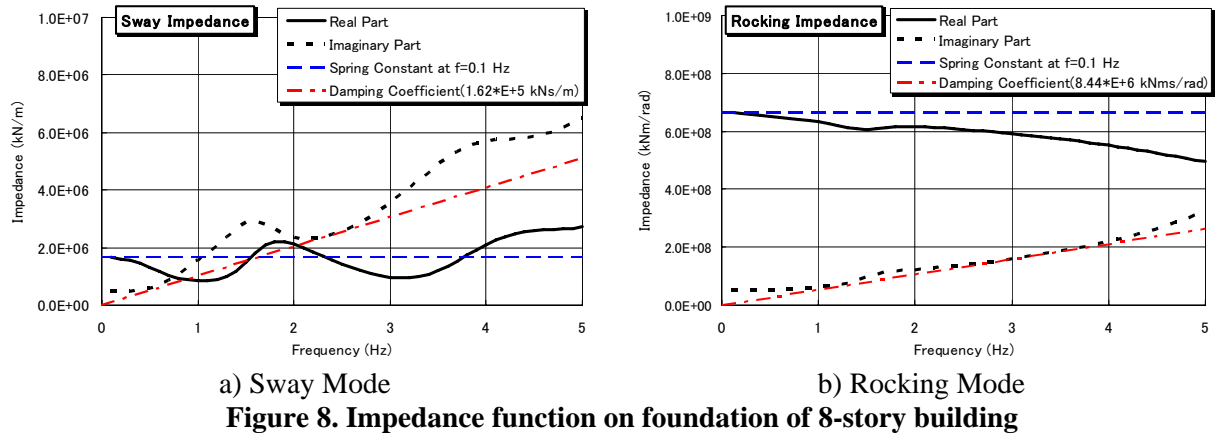 Sway Impedance
Real Part
Imaginary Part
Spring Constant at f=0.1 Hz
Damping Coefficient(1.62*E+5 kNs/m)
1.0E+07
8.0E+06
6.0E+06
4.0E+06
2.0E+06
0.0E+00
Impedance (kN/m)
0 1 2 3 4 5
Frequency (Hz)
a) Sway Mode
Rocking Impedance
Real Part
Imaginary Part
Spring Constant at f=0.1 Hz
Damping Coefficient(8.44*E+6 kNms/rad)
1.0E+09
8.0E+08
6.0E+08
4.0E+08
2.0E+08
0.0E+00
Impedance (kNm/rad)
0 1 2 3 4 5
Frequency (Hz)
b) Rocking Mode
Figure 8. Impedance function on foundation of 8-story building